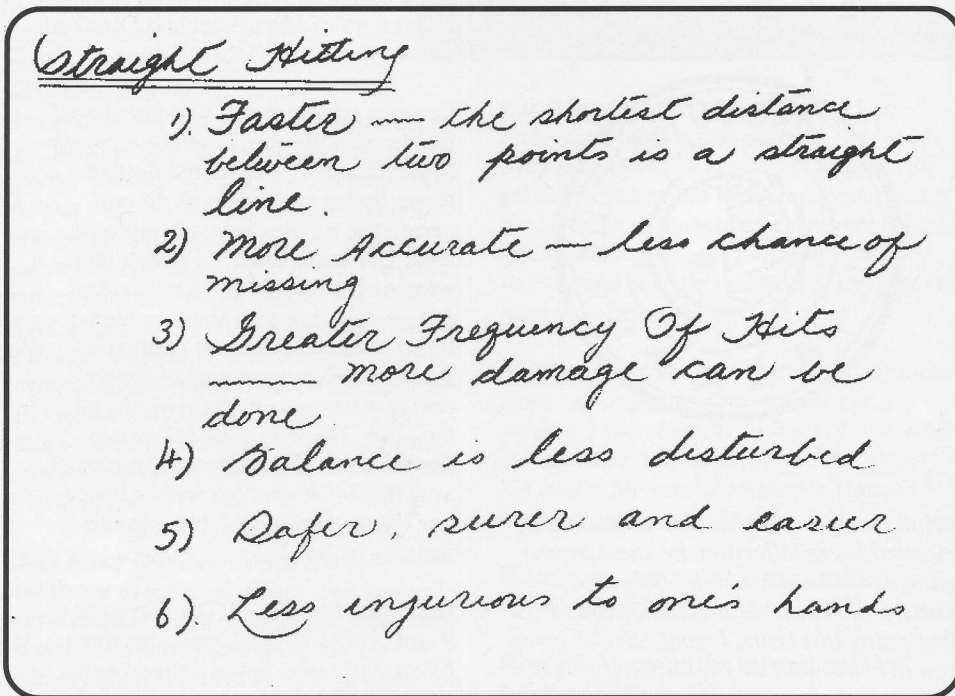 Straight Hitting
1). Faster — the shortest distance
between two points is a straight
line.
2) More Accurate — less chance of
missing
3) Greater Frequency Of Hits
—— more damage can be
done
4) Balance is less disturbed
5) Safer, surer and easier
6). Less injurious to one's hands